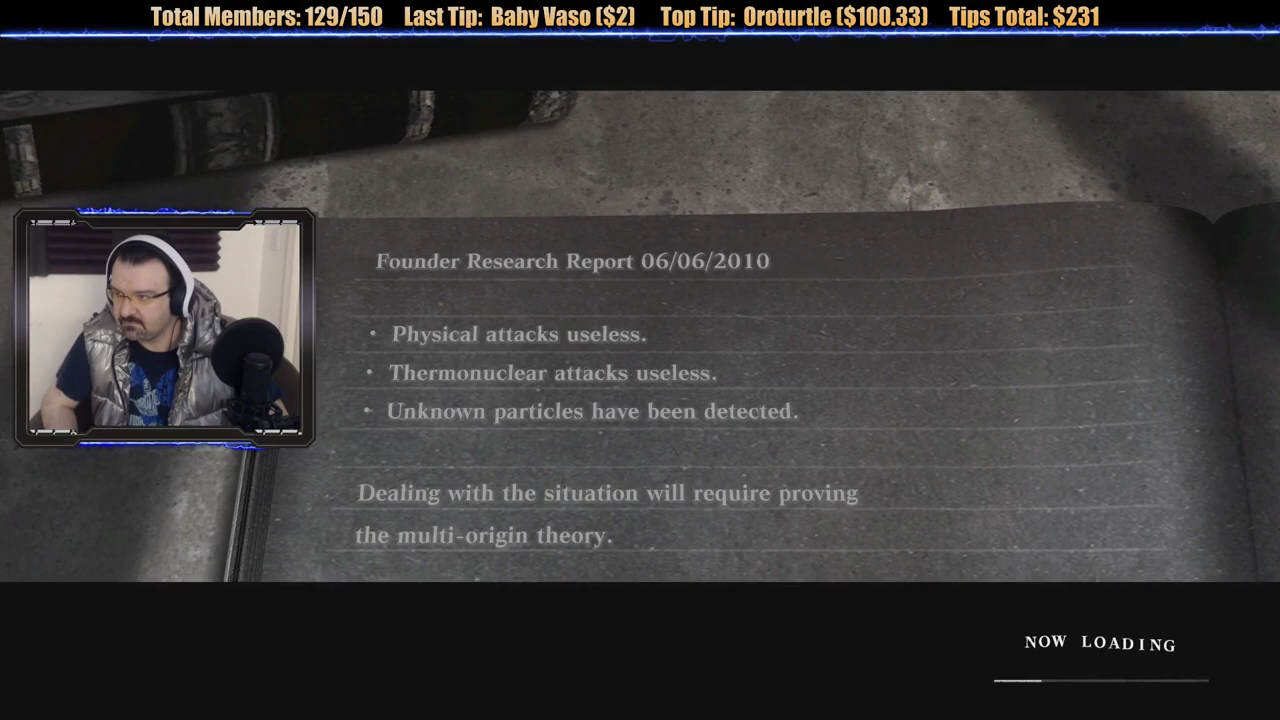 Total Members: 129/150 Last Tip: Baby Vaso ($2) Top Tip: Oroturtle ($100.33) Tips Total: $231
Founder Research Report 06/06/2010
・ Physical attacks useless.
・ Thermonuclear attacks useless.
・ Unknown particles have been detected.
Dealing with the situation will require proving
the multi-origin theory.
NOW LOADING